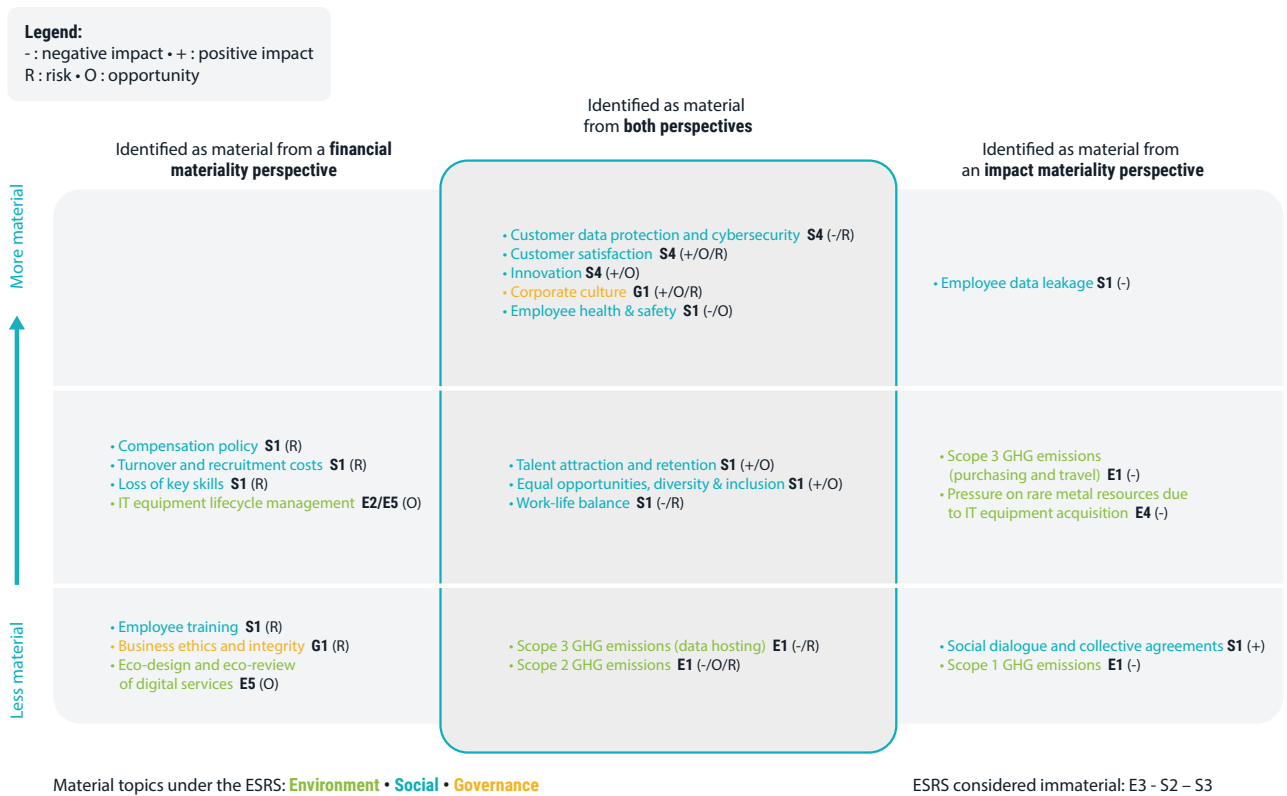 Legend:
- : negative impact • + : positive impact
R : risk • O : opportunity
Identified as material
from both perspectives
Identified as material from a financial
materiality perspective
Identified as material from
an impact materiality perspective
More material
Less material
• Customer data protection and cybersecurity S4 (-/R)
• Customer satisfaction S4 (+/O/R)
• Innovation S4 (+/O)
• Corporate culture G1 (+/O/R)
• Employee health & safety S1 (-/O)
• Employee data leakage S1 (-)
• Compensation policy S1 (R)
• Turnover and recruitment costs S1 (R)
• Loss of key skills S1 (R)
• IT equipment lifecycle management E2/E5 (O)
• Talent attraction and retention S1 (+/O)
• Equal opportunities, diversity & inclusion S1 (+/O)
• Work-life balance S1 (-/R)
• Scope 3 GHG emissions
(purchasing and travel) E1 (-)
• Pressure on rare metal resources due
to IT equipment acquisition E4 (-)
• Employee training S1 (R)
• Business ethics and integrity G1 (R)
• Eco-design and eco-review
of digital services E5 (O)
• Scope 3 GHG emissions (data hosting) E1 (-/R)
• Scope 2 GHG emissions E1 (-/O/R)
• Social dialogue and collective agreements S1 (+)
• Scope 1 GHG emissions E1 (-)
Material topics under the ESRS: Environment • Social • Governance
ESRS considered immaterial: E3 - S2 – S3